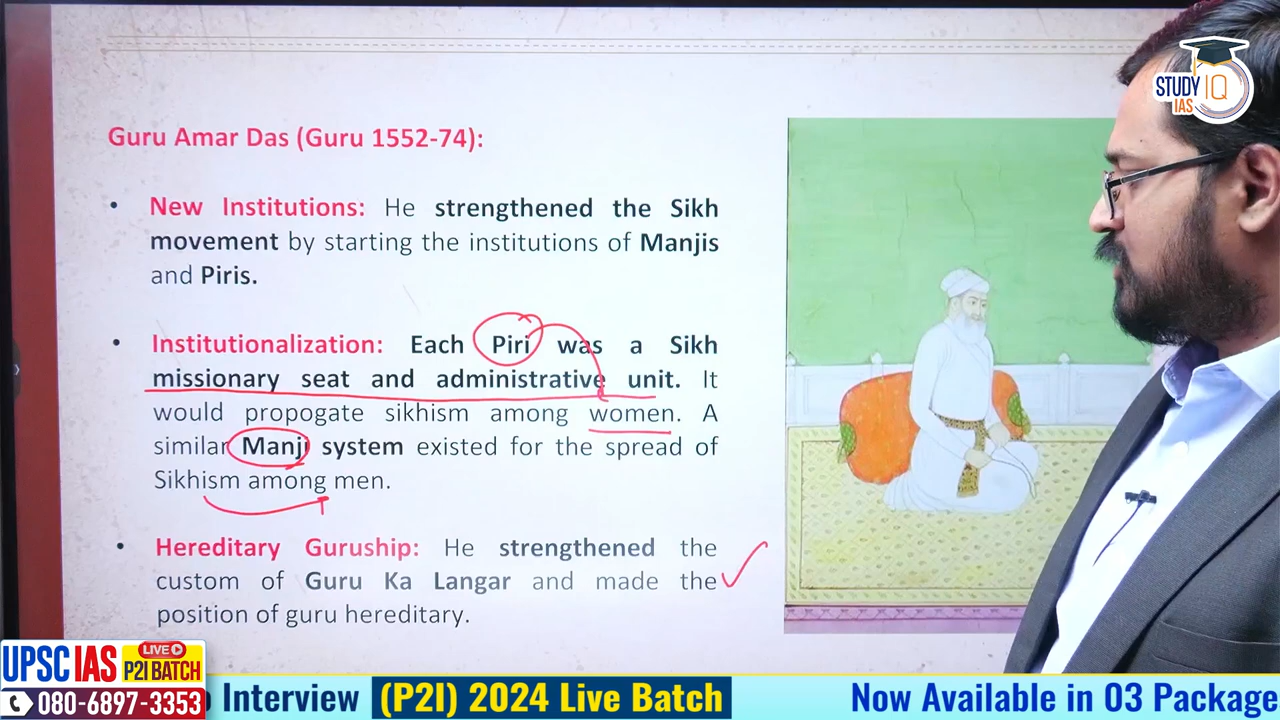 STUDY IQ
IAS
Guru Amar Das (Guru 1552-74):
• New Institutions: He strengthened the Sikh
movement by starting the institutions of Manjis
and Piris.
• Institutionalization: Each Piri was a Sikh
missionary seat and administrative unit. It
would propogate sikhism among women. A
similar Manji system existed for the spread of
Sikhism among men.
• Hereditary Guruship: He strengthened the
custom of Guru Ka Langar and made the
position of guru hereditary.
UPSC IAS LIVE P2I BATCH
080-6897-3353
Interview (P2I) 2024 Live Batch Now Available in O3 Package